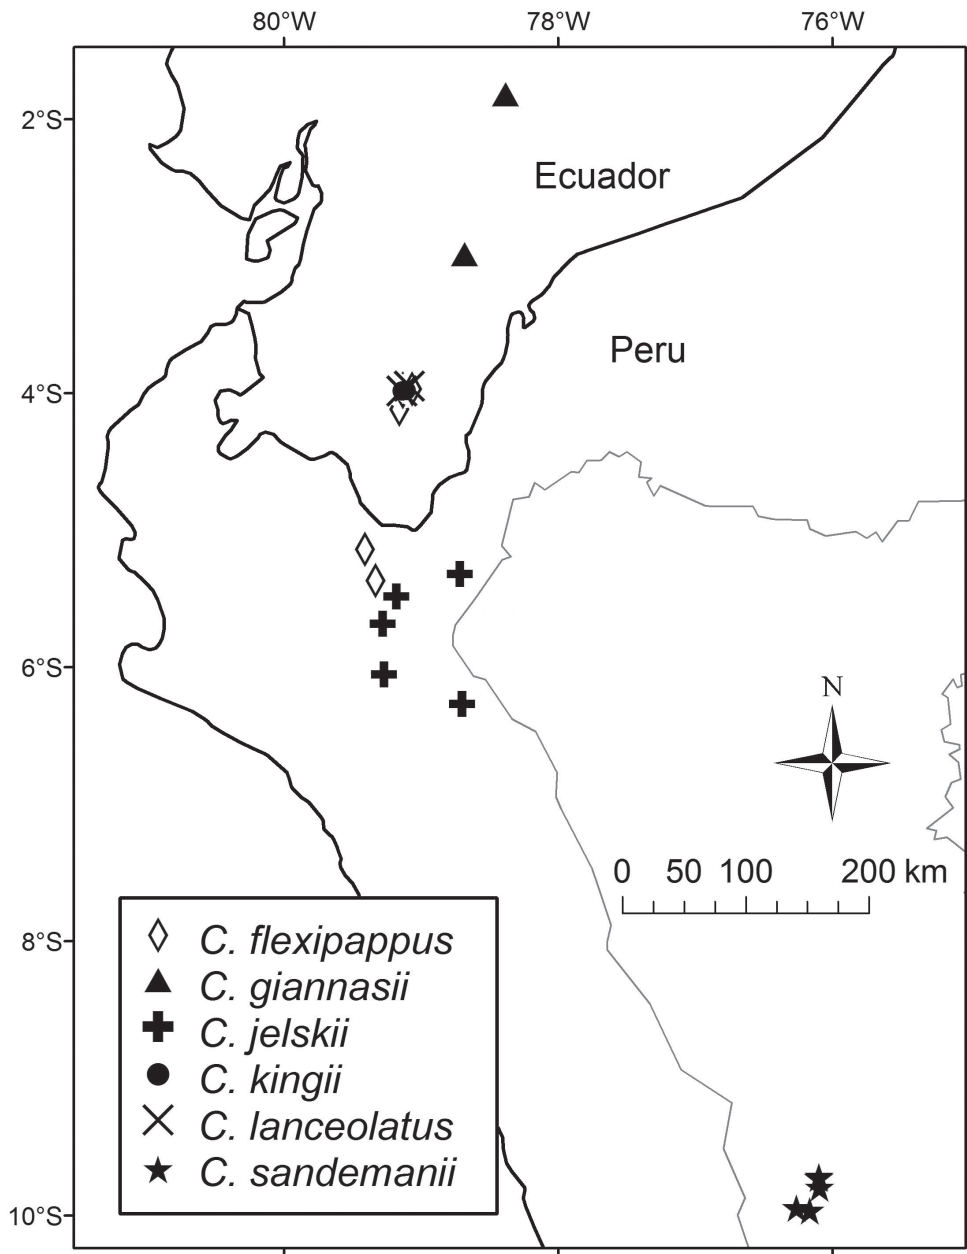 80°W 78°W 76°W
2°S
Ecuador
Peru
4°S
6°S
N
0 50 100 200 km
8°S
C. flexipappus
C. giannasii
C. jelskii
C. kingii
C. lanceolatus
C. sandemanii
10°S